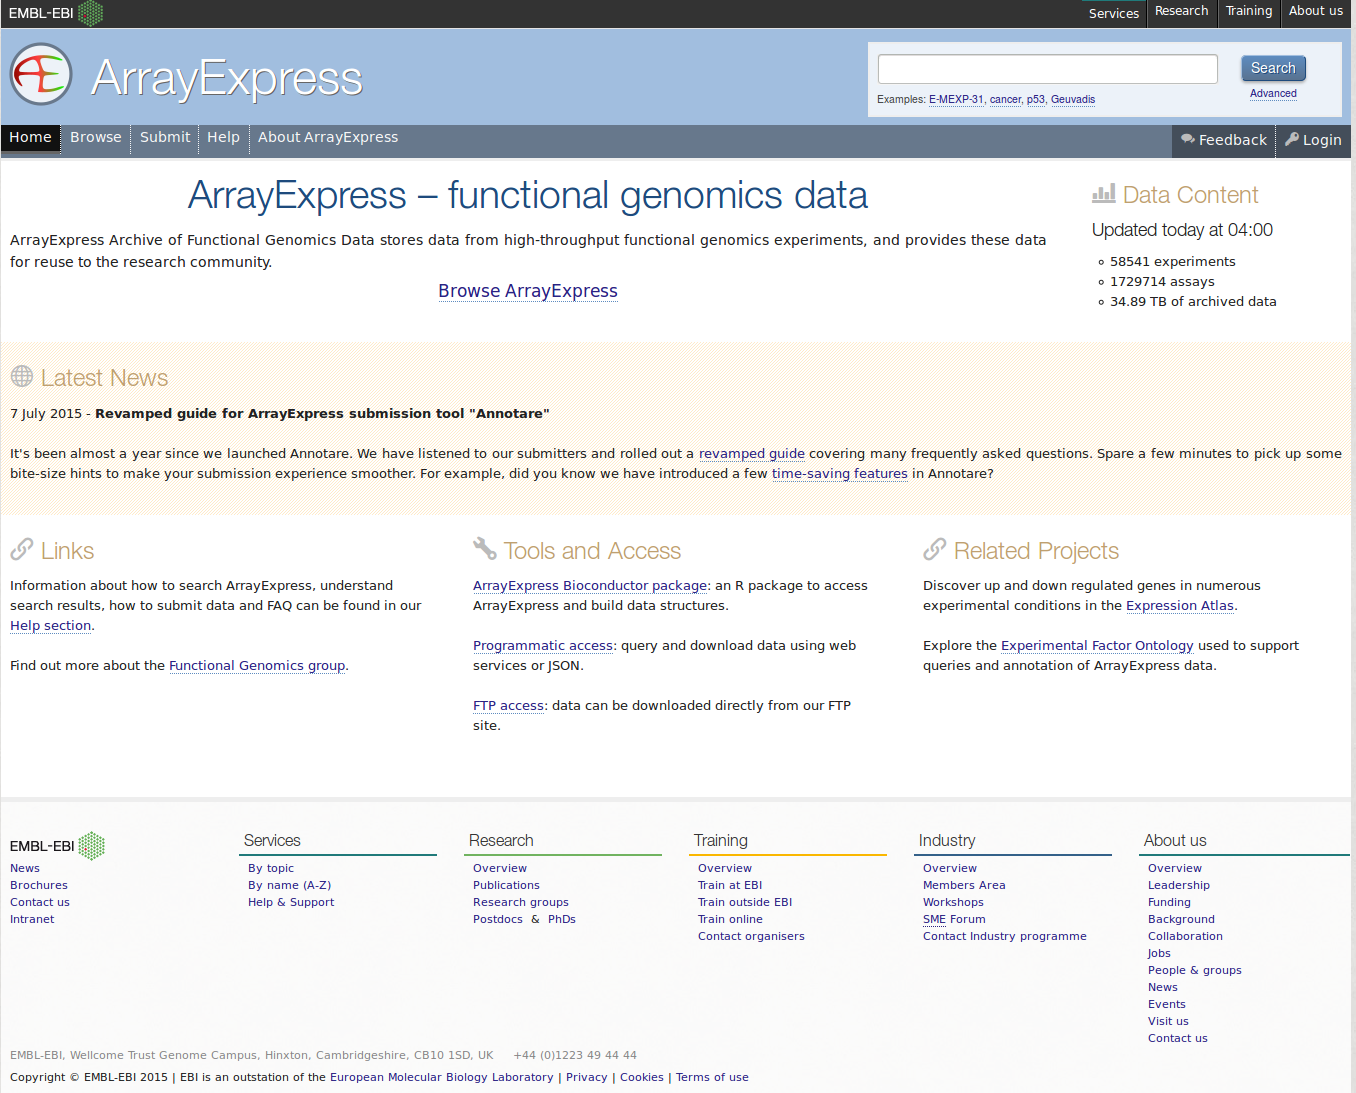 EMBL-EBI
Services Research Training About us
ArrayExpress
Search
Examples: E-MEXP-31, cancer, p53, Geuvadis
Advanced
Home Browse Submit Help About ArrayExpress
Feedback Login
ArrayExpress – functional genomics data
ArrayExpress Archive of Functional Genomics Data stores data from high-throughput functional genomics experiments, and provides these data
for reuse to the research community.
Browse ArrayExpress
Data Content
Updated today at 04:00
58541 experiments
1729714 assays
34.89 TB of archived data
Latest News
7 July 2015 - Revamped guide for ArrayExpress submission tool "Annotare"
It's been almost a year since we launched Annotare. We have listened to our submitters and rolled out a revamped guide covering many frequently asked questions. Spare a few minutes to pick up some
bite-size hints to make your submission experience smoother. For example, did you know we have introduced a few time-saving features in Annotare?
Links
Information about how to search ArrayExpress, understand
search results, how to submit data and FAQ can be found in our
Help section.
Find out more about the Functional Genomics group.
Tools and Access
ArrayExpress Bioconductor package: an R package to access
ArrayExpress and build data structures.
Programmatic access: query and download data using web
services or JSON.
FTP access: data can be downloaded directly from our FTP
site.
Related Projects
Discover up and down regulated genes in numerous
experimental conditions in the Expression Atlas.
Explore the Experimental Factor Ontology used to support
queries and annotation of ArrayExpress data.
EMBL-EBI
News
Brochures
Contact us
Intranet
Services
By topic
By name (A-Z)
Help & Support
Research
Overview
Publications
Research groups
Postdocs & PhDs
Training
Overview
Train at EBI
Train outside EBI
Train online
Contact organisers
Industry
Overview
Members Area
Workshops
SME Forum
Contact Industry programme
About us
Overview
Leadership
Funding
Background
Collaboration
Jobs
People & groups
News
Events
Visit us
Contact us
EMBL-EBI, Wellcome Trust Genome Campus, Hinxton, Cambridgeshire, CB10 1SD, UK +44 (0)1223 49 44 44
Copyright © EMBL-EBI 2015 | EBI is an outstation of the European Molecular Biology Laboratory | Privacy | Cookies | Terms of use